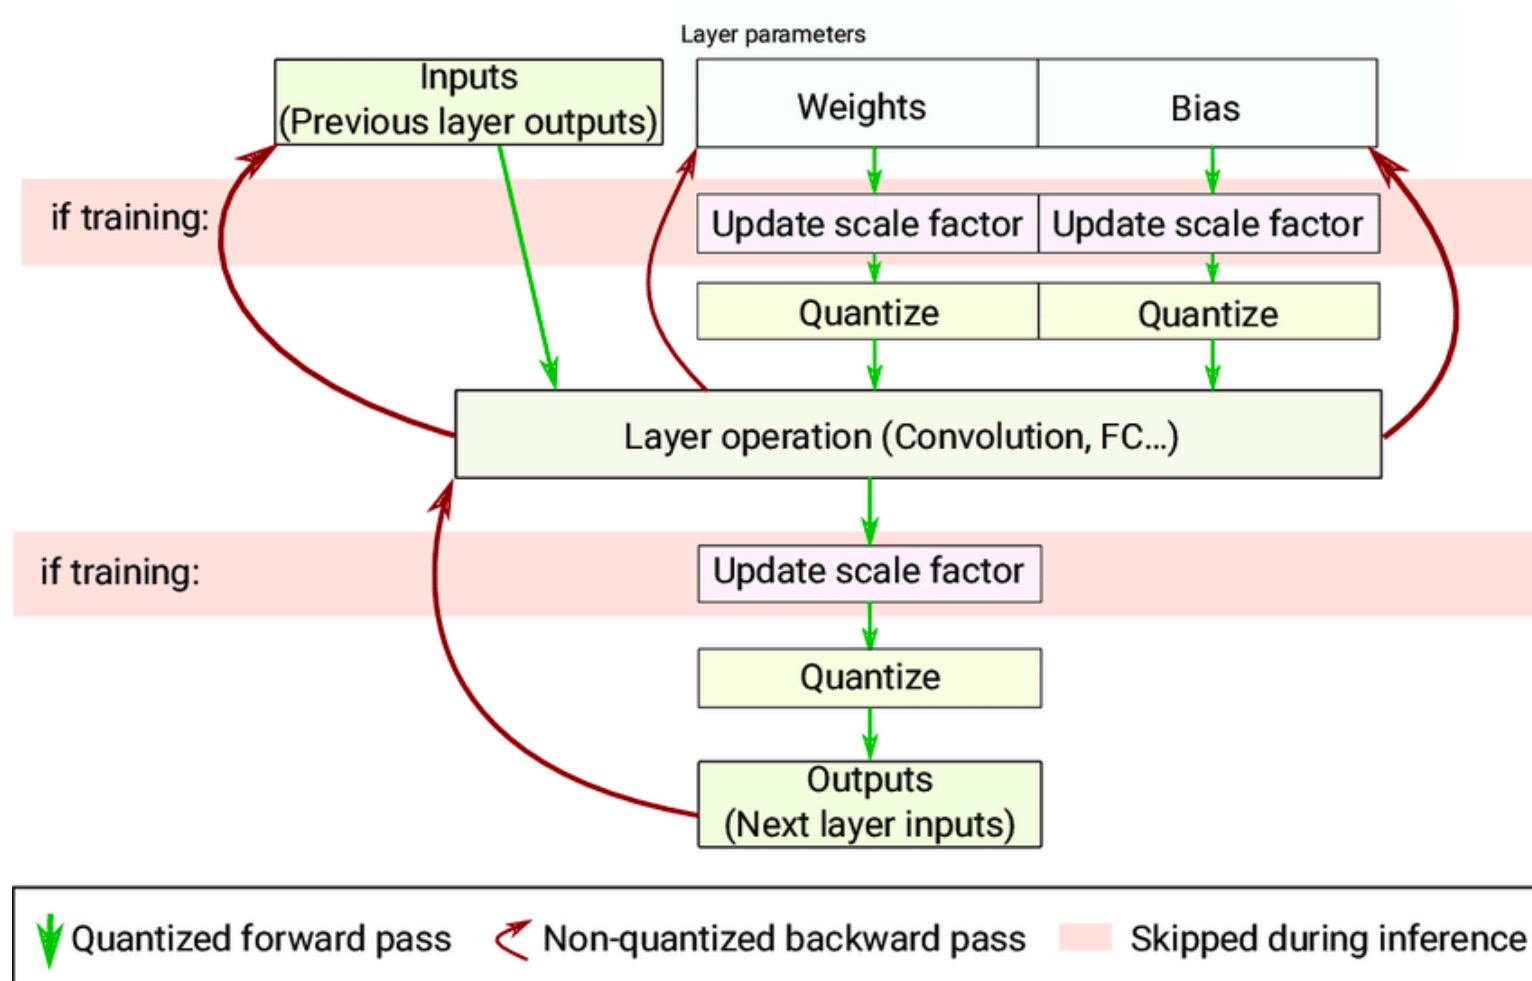 Layer parameters
Inputs
(Previous layer outputs)
Weights
Bias
if training:
Update scale factor
Update scale factor
Quantize
Quantize
Layer operation (Convolution, FC...)
if training:
Update scale factor
Quantize
Outputs
(Next layer inputs)
Quantized forward pass
Non-quantized backward pass
Skipped during inference